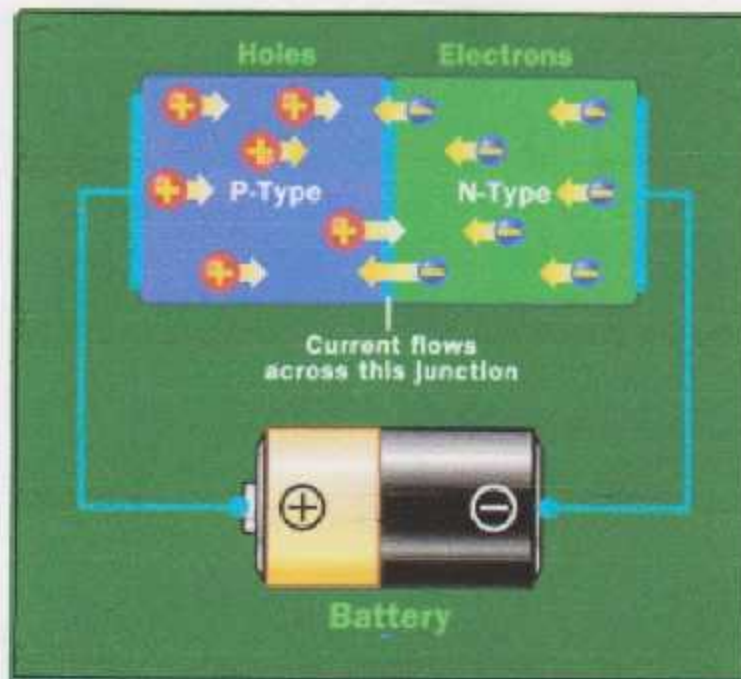 Holes Electrons
P-Type N-Type
Current flows
across this junction
+ −
Battery